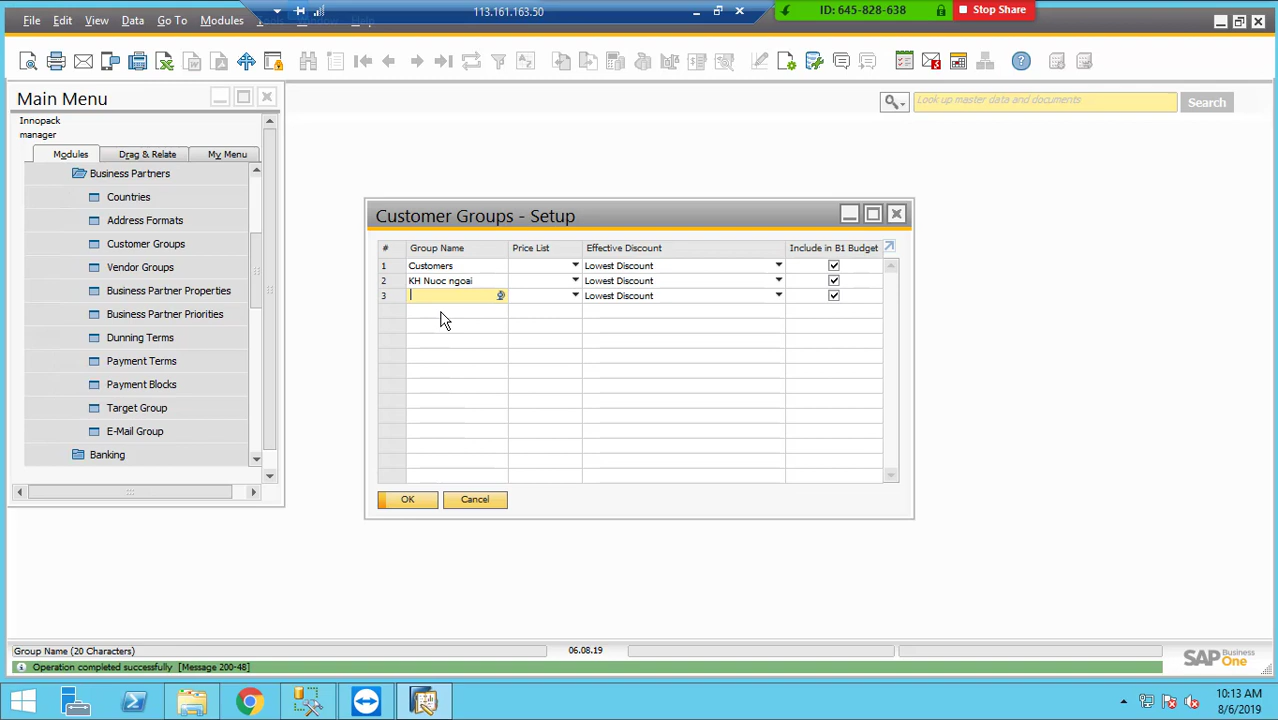 113.161.163.50
ID: 645-828-638 Stop Share
File Edit View Data Go To Modules Tools Window Help
Main Menu
Look up master data and documents Search
Innopack
manager
Modules Drag & Relate My Menu
Business Partners
Countries
Address Formats
Customer Groups
Vendor Groups
Business Partner Properties
Business Partner Priorities
Dunning Terms
Payment Terms
Payment Blocks
Target Group
E-Mail Group
Banking
Customer Groups - Setup
# Group Name Price List Effective Discount Include in B1 Budget
1 Customers Lowest Discount
2 KH Nuoc ngoai Lowest Discount
3 Lowest Discount
OK Cancel
Group Name (20 Characters) 06.08.19
Operation completed successfully [Message 200-48]
SAP Business One
10:13 AM
8/6/2019